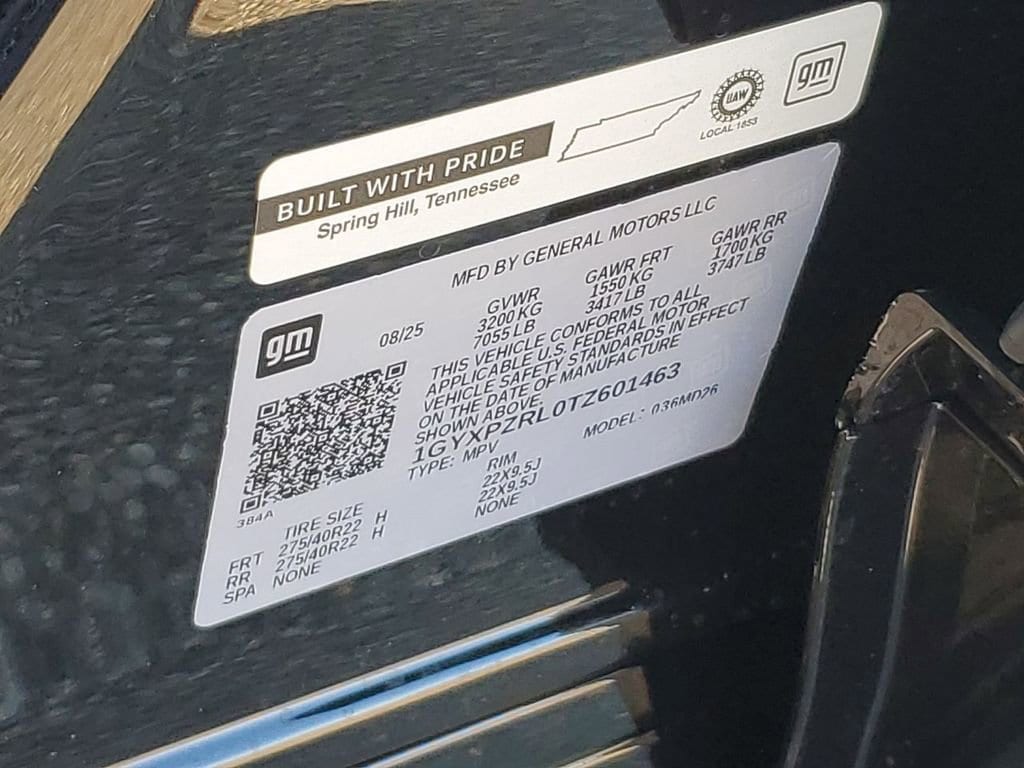 BUILT WITH PRIDE
Spring Hill, Tennessee
UAW
LOCAL 1853
gm
MFD BY GENERAL MOTORS LLC
gm
08/25
GVWR GAWR FRT GAWR RR
3200 KG 1550 KG 1700 KG
7055 LB 3417 LB 3747 LB
THIS VEHICLE CONFORMS TO ALL
APPLICABLE U.S. FEDERAL MOTOR
VEHICLE SAFETY STANDARDS IN EFFECT
ON THE DATE OF MANUFACTURE
SHOWN ABOVE.
1GYXPZRL0TZ601463
TYPE: MPV MODEL: 036MD26
384A
TIRE SIZE RIM
FRT 275/40R22 H 22X9.5J
RR 275/40R22 H 22X9.5J
SPA NONE NONE